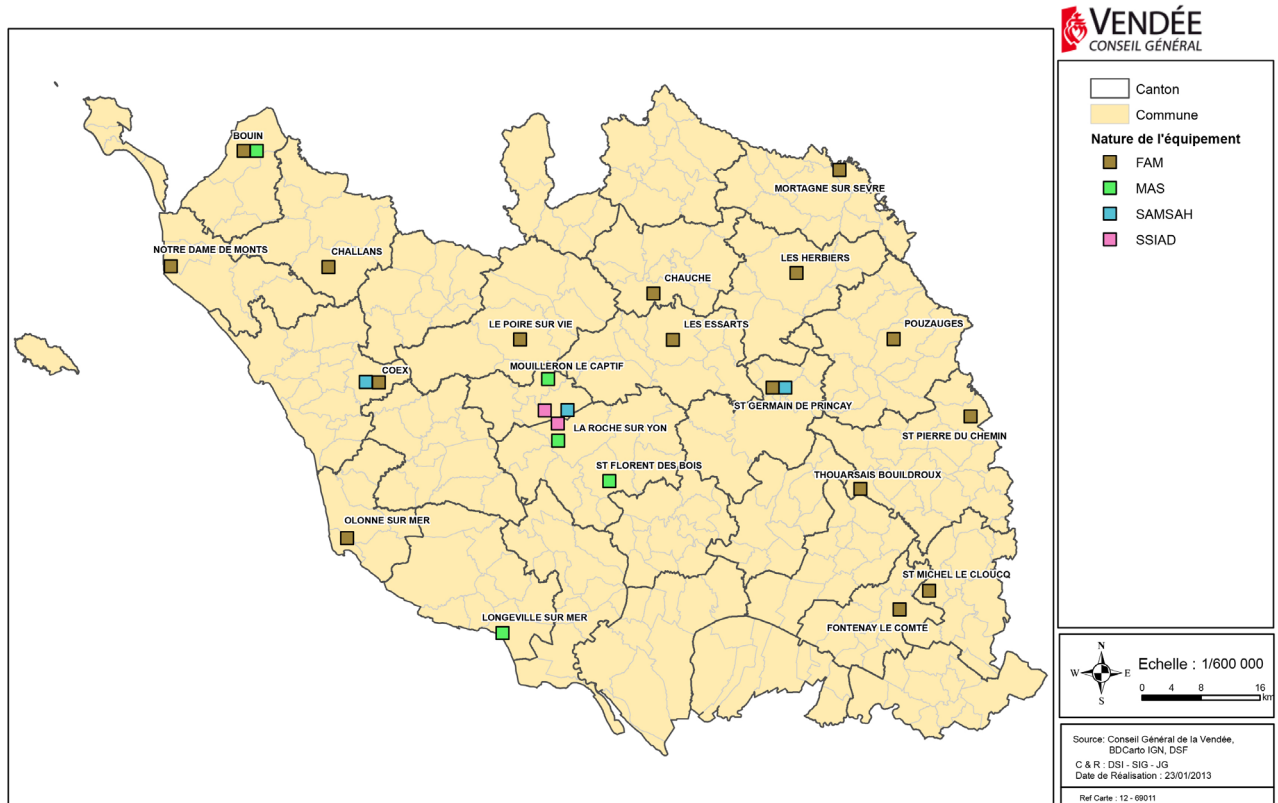 VENDÉE
CONSEIL GÉNÉRAL
Canton
Commune
Nature de l'équipement
FAM
MAS
SAMSAH
SSIAD
BOUIN
MORTAGNE SUR SEVRE
NOTRE DAME DE MONTS
CHALLANS
LES HERBIERS
CHAUCHE
LE POIRE SUR VIE
LES ESSARTS
POUZAUGES
COEX
MOUILLERON LE CAPTIF
ST GERMAIN DE PRINCAY
LA ROCHE SUR YON
ST PIERRE DU CHEMIN
ST FLORENT DES BOIS
THOUARSAIS BOUILDROUX
OLONNE SUR MER
ST MICHEL LE CLOUCQ
LONGEVILLE SUR MER
FONTENAY LE COMTE
N
W
E
S
Echelle : 1/600 000
0 4 8 16
km
Source: Conseil Général de la Vendée,
BDCarto IGN, DSF
C & R : DSI - SIG - JG
Date de Réalisation : 23/01/2013
Ref Carte : 12 - 69011